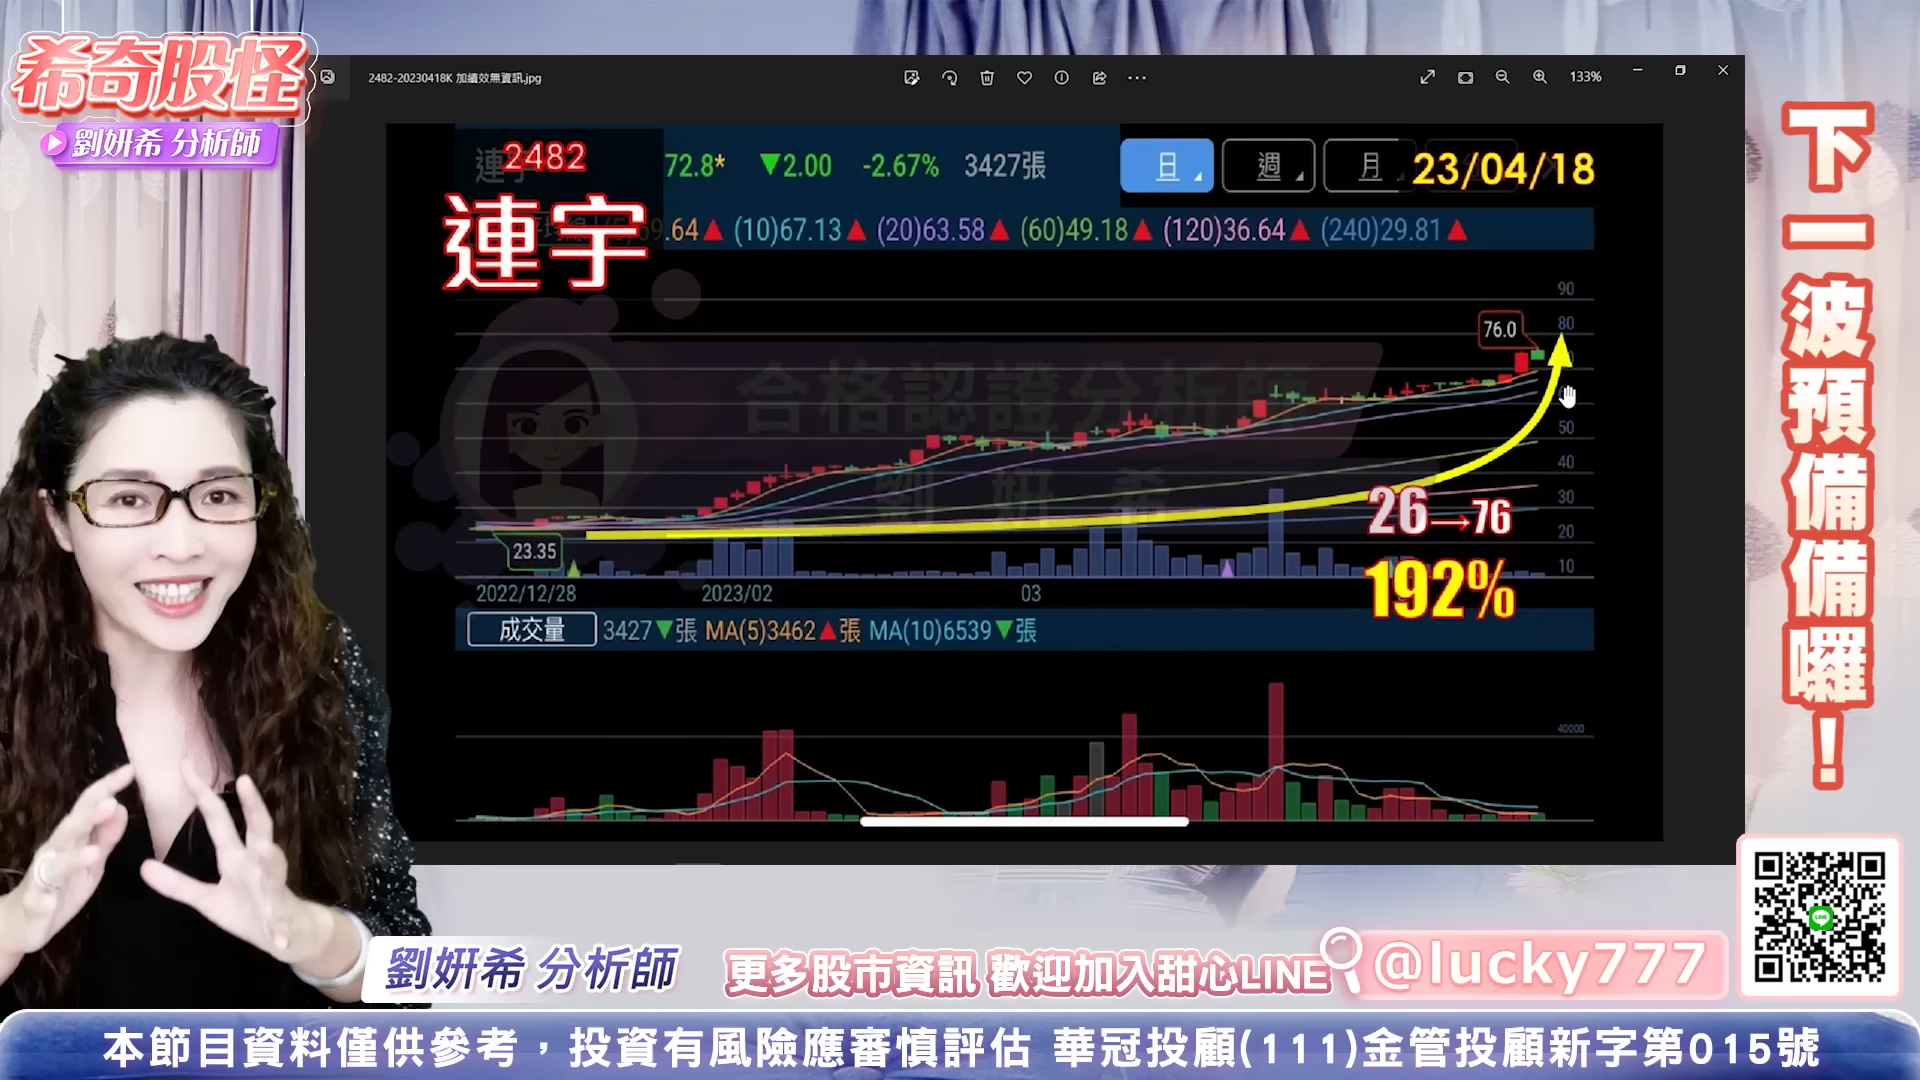 希奇股怪
劉妍希 分析師
2482-20230418K 加績效無資訊.jpg
133%
2482
連宇
72.8* ▼2.00 -2.67% 3427張
日 週 月
23/04/18
.64▲ (10)67.13▲ (20)63.58▲ (60)49.18▲ (120)36.64▲ (240)29.81▲
90
80
76.0
50
40
30
20
10
合格認證分析師
劉妍希
23.35
26→76
192%
2022/12/28 2023/02 03
成交量 3427▼張 MA(5)3462▲張 MA(10)6539▼張
40000
下一波預備備囉!
LINE
劉妍希 分析師
更多股市資訊 歡迎加入甜心LINE
@lucky777
本節目資料僅供參考，投資有風險應審慎評估 華冠投顧(111)金管投顧新字第015號